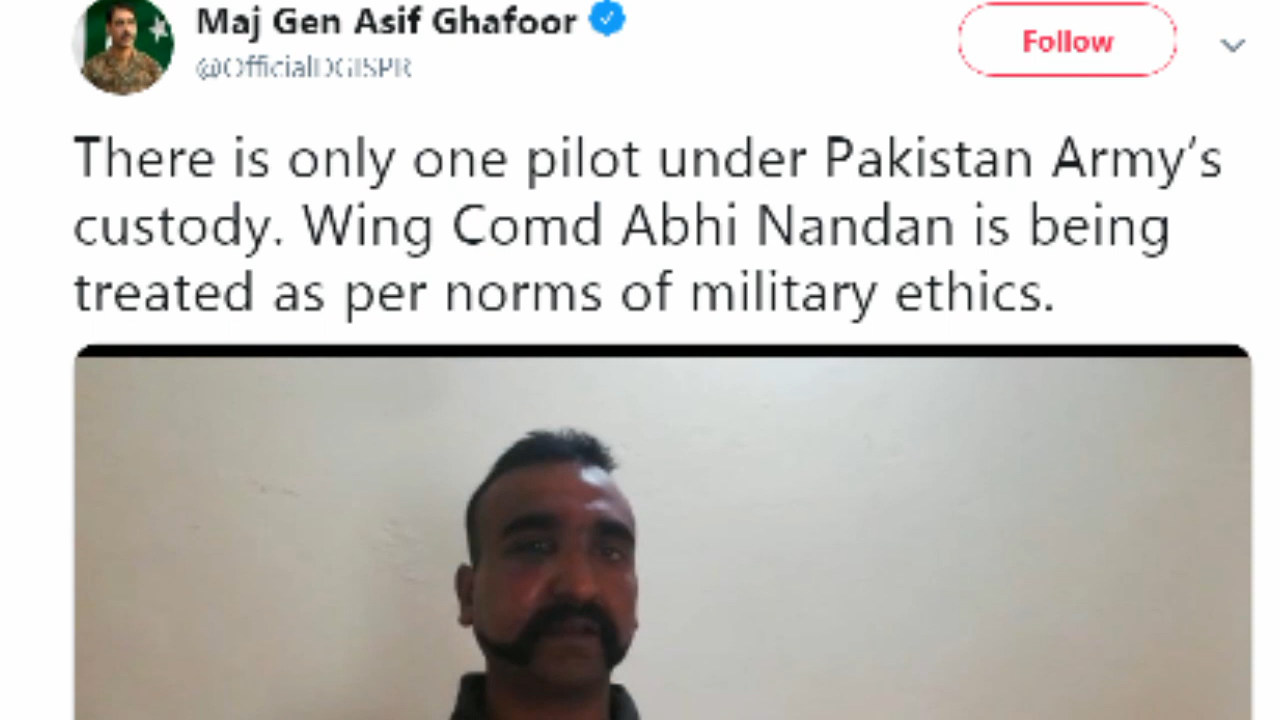 Maj Gen Asif Ghafoor
@OfficialDGISPR
Follow
There is only one pilot under Pakistan Army’s
custody. Wing Comd Abhi Nandan is being
treated as per norms of military ethics.